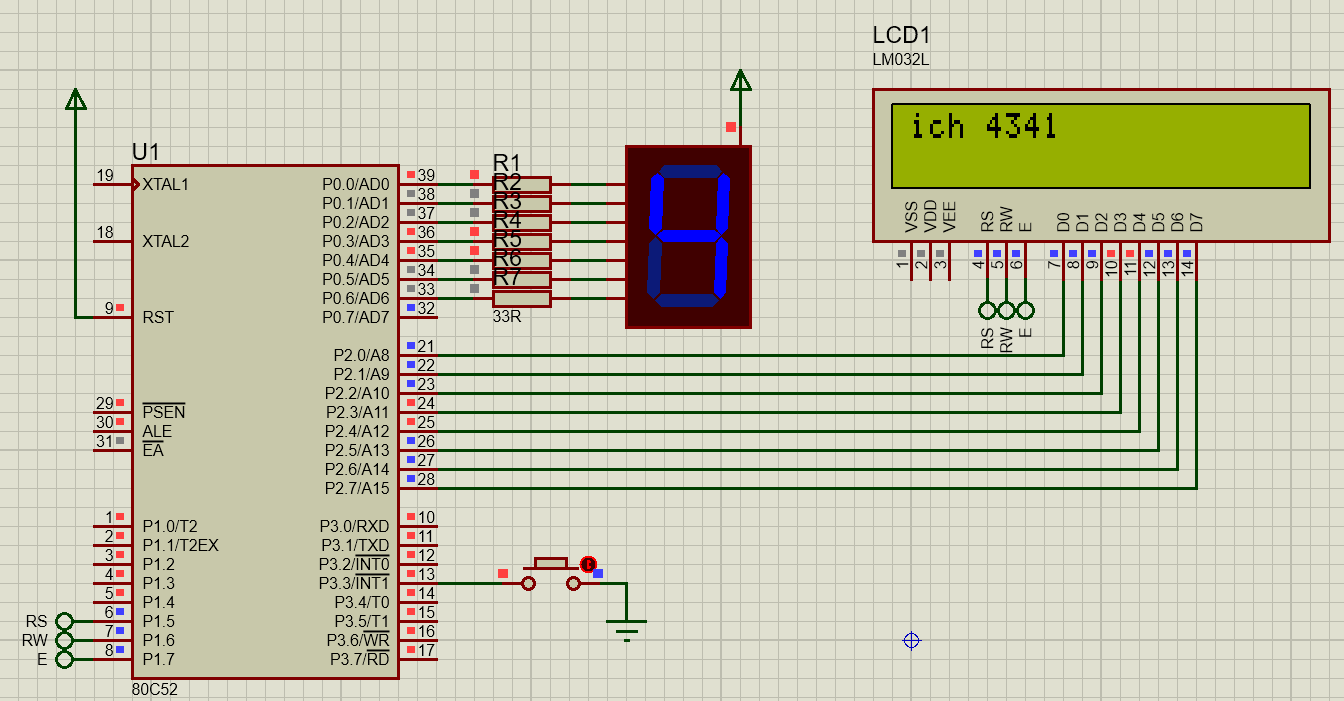 LCD1
LM032L
ich 4341
VSS VDD VEE RS RW E D0 D1 D2 D3 D4 D5 D6 D7
1 2 3 4 5 6 7 8 9 10 11 12 13 14
RS RW E
U1
19 XTAL1
18 XTAL2
9 RST
29 PSEN
30 ALE
31 EA
1 P1.0/T2
2 P1.1/T2EX
3 P1.2
4 P1.3
5 P1.4
RS 6 P1.5
RW 7 P1.6
E 8 P1.7
P0.0/AD0 39
P0.1/AD1 38
P0.2/AD2 37
P0.3/AD3 36
P0.4/AD4 35
P0.5/AD5 34
P0.6/AD6 33
P0.7/AD7 32
P2.0/A8 21
P2.1/A9 22
P2.2/A10 23
P2.3/A11 24
P2.4/A12 25
P2.5/A13 26
P2.6/A14 27
P2.7/A15 28
P3.0/RXD 10
P3.1/TXD 11
P3.2/INT0 12
P3.3/INT1 13
P3.4/T0 14
P3.5/T1 15
P3.6/WR 16
P3.7/RD 17
80C52
R1
R2
R3
R4
R5
R6
R7
33R
9